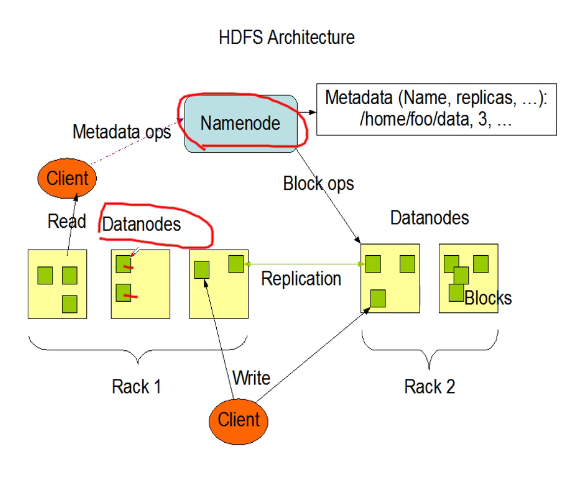 HDFS Architecture
Metadata (Name, replicas, …):
/home/foo/data, 3, …
Namenode
Metadata ops
Client
Block ops
Read
Datanodes
Datanodes
Replication
Blocks
Rack 1
Write
Rack 2
Client